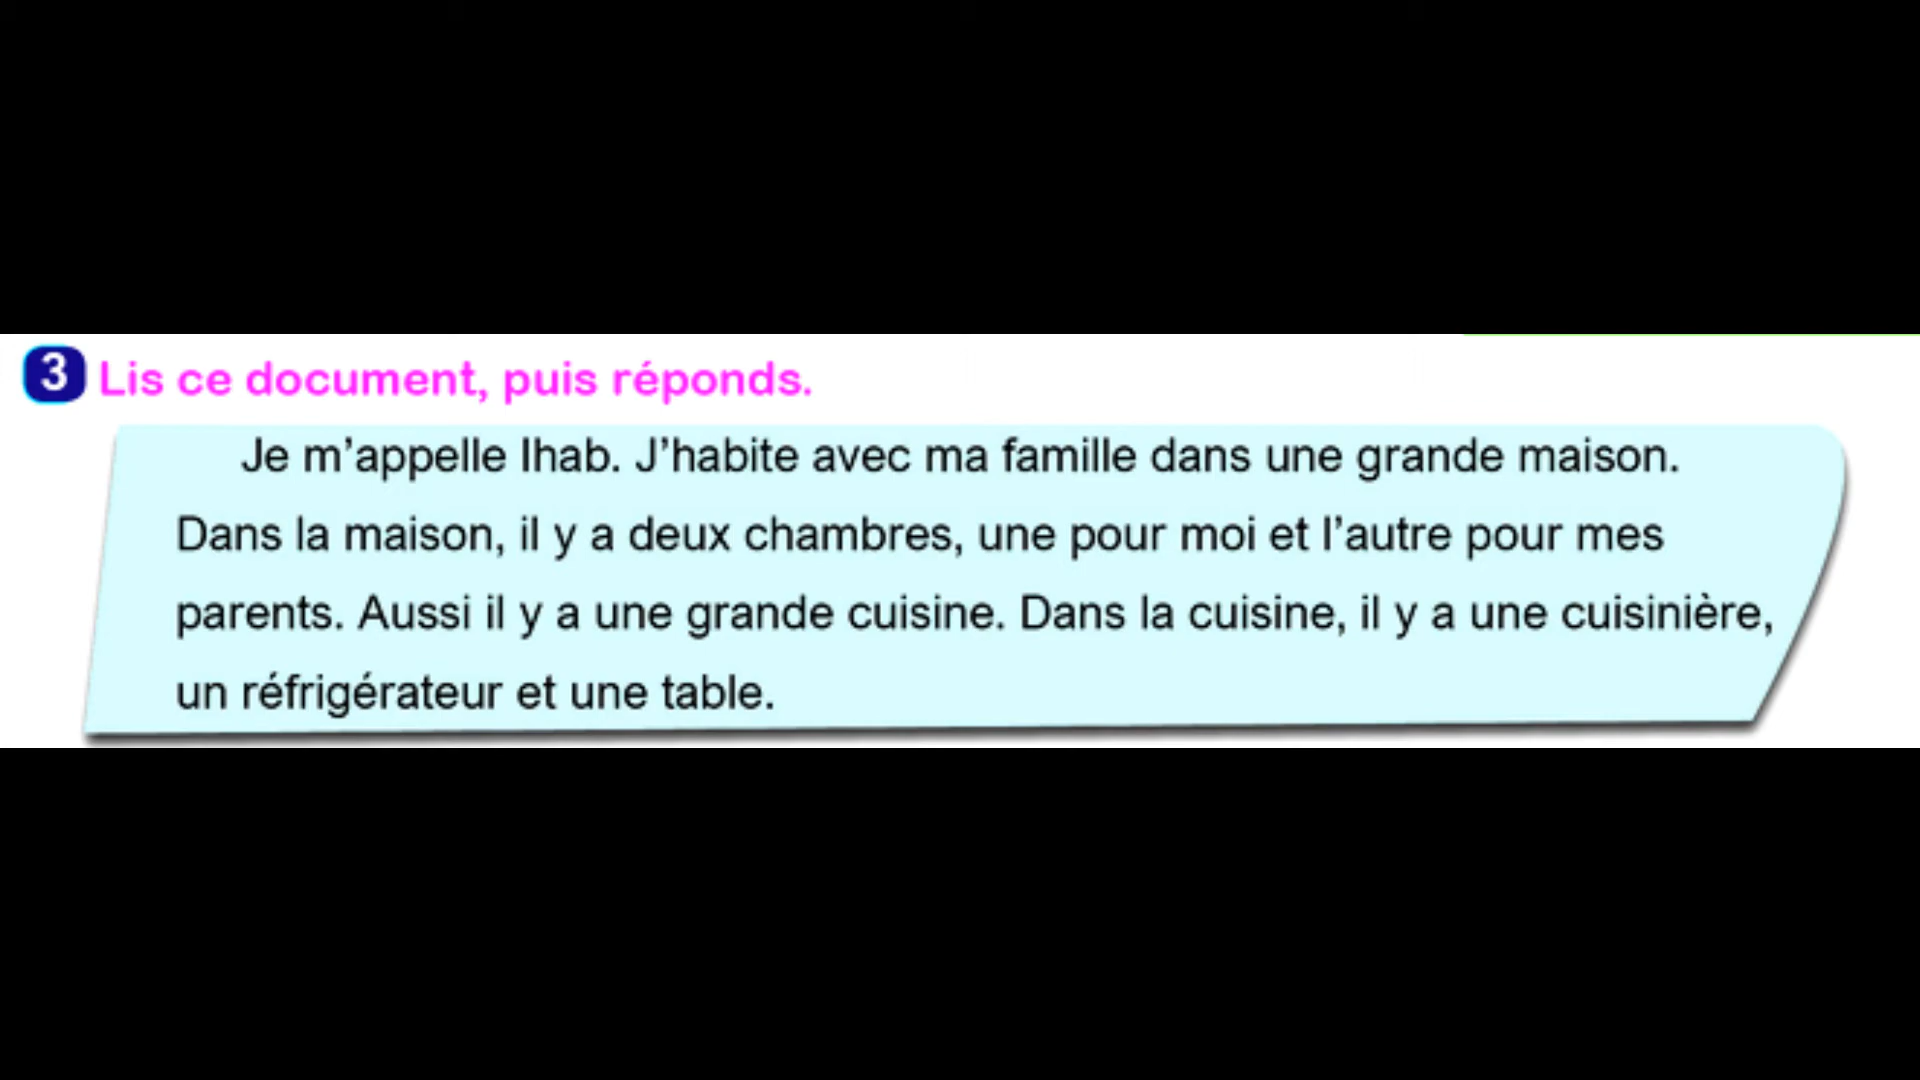 3 Lis ce document, puis réponds.
Je m’appelle Ihab. J’habite avec ma famille dans une grande maison.
Dans la maison, il y a deux chambres, une pour moi et l’autre pour mes
parents. Aussi il y a une grande cuisine. Dans la cuisine, il y a une cuisinière,
un réfrigérateur et une table.